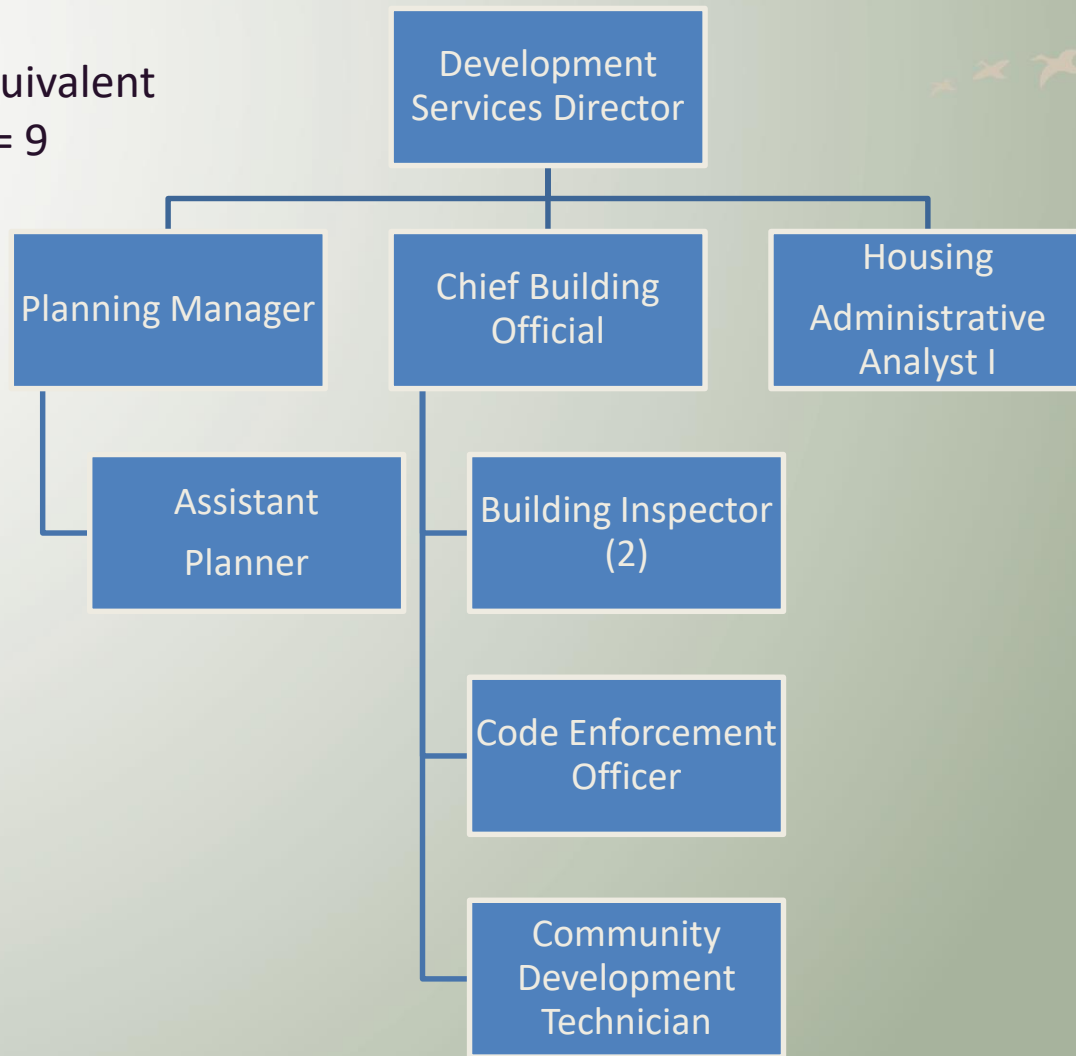 = 9
Development
Services Director
Planning Manager
Chief Building
Official
Housing
Administrative
Analyst I
Assistant
Planner
Building Inspector
(2)
Code Enforcement
Officer
Community
Development
Technician